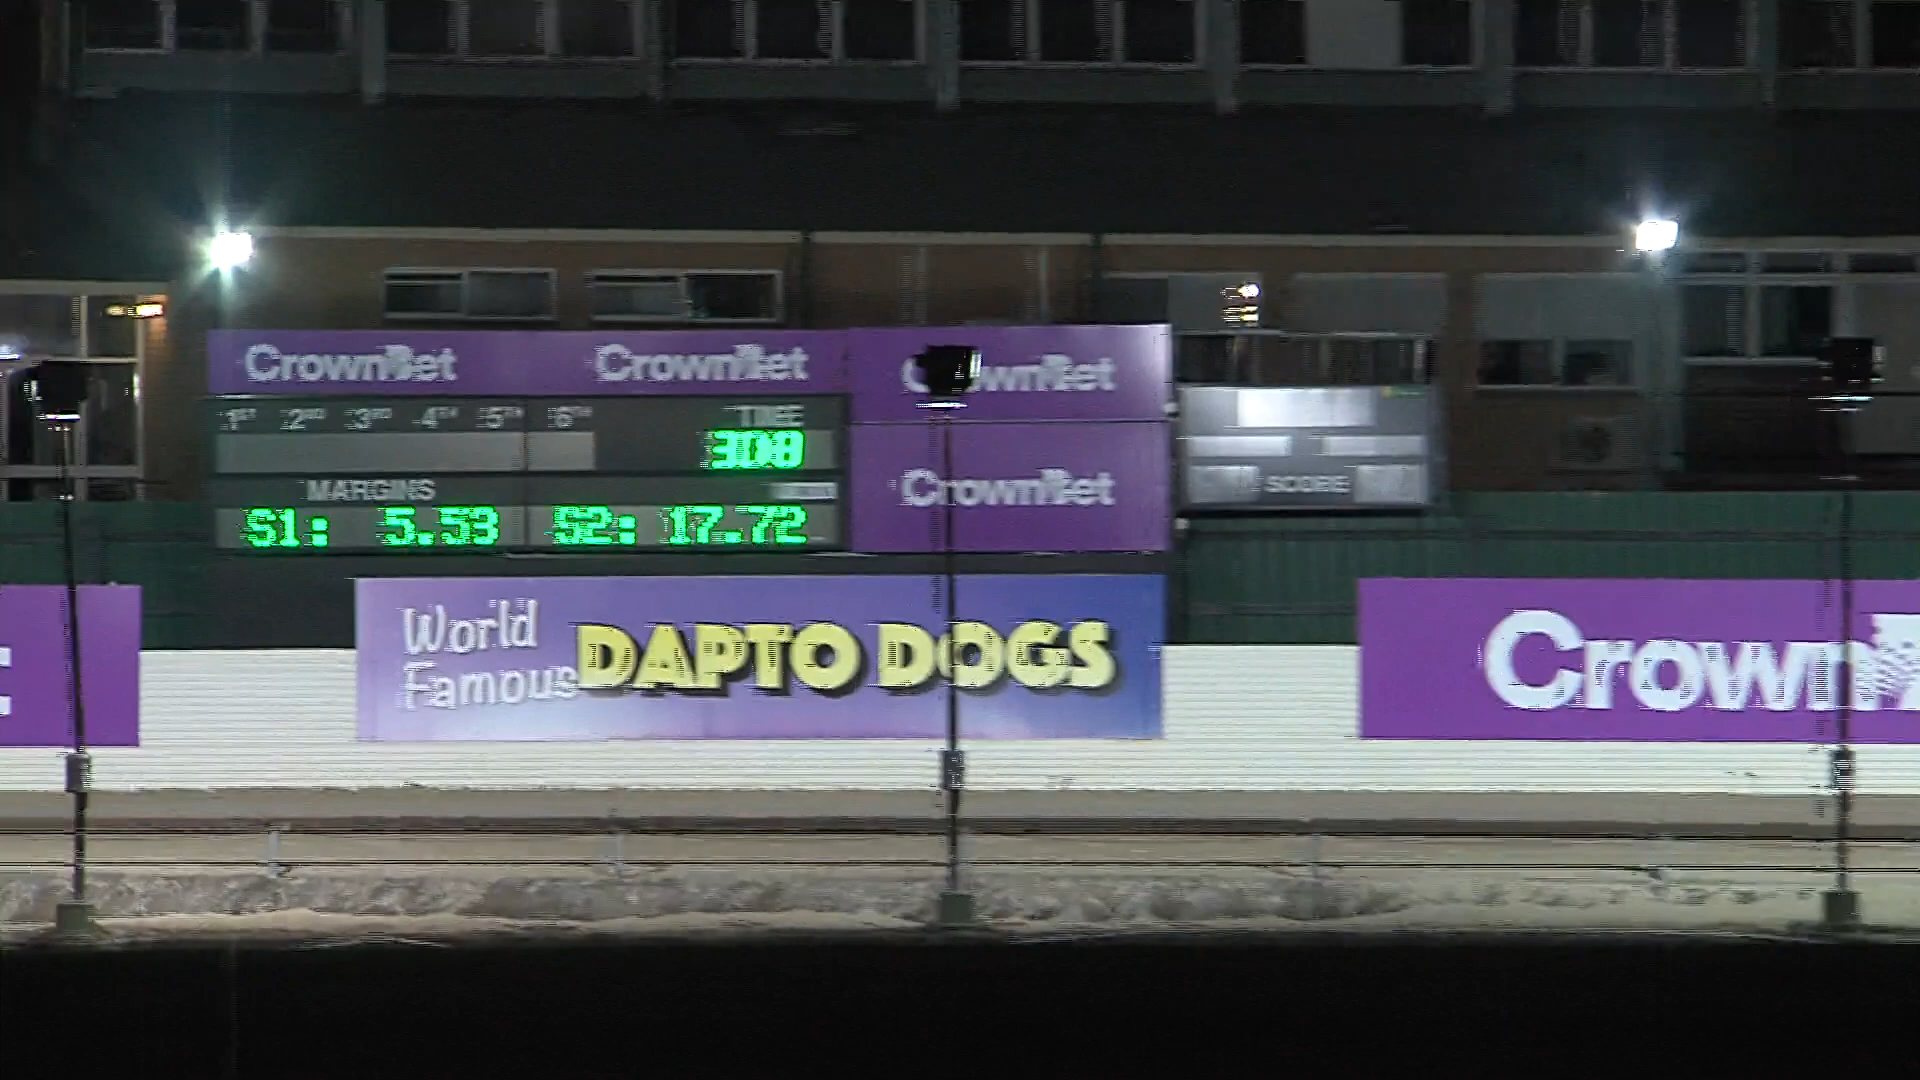 CrownBet CrownBet CrownBet
1ST 2ND 3RD 4TH 5TH 6TH TIME
MARGINS
S1: 5.53 S2: 17.72
CrownBet
SCORE
World
Famous DAPTO DOGS
Crown